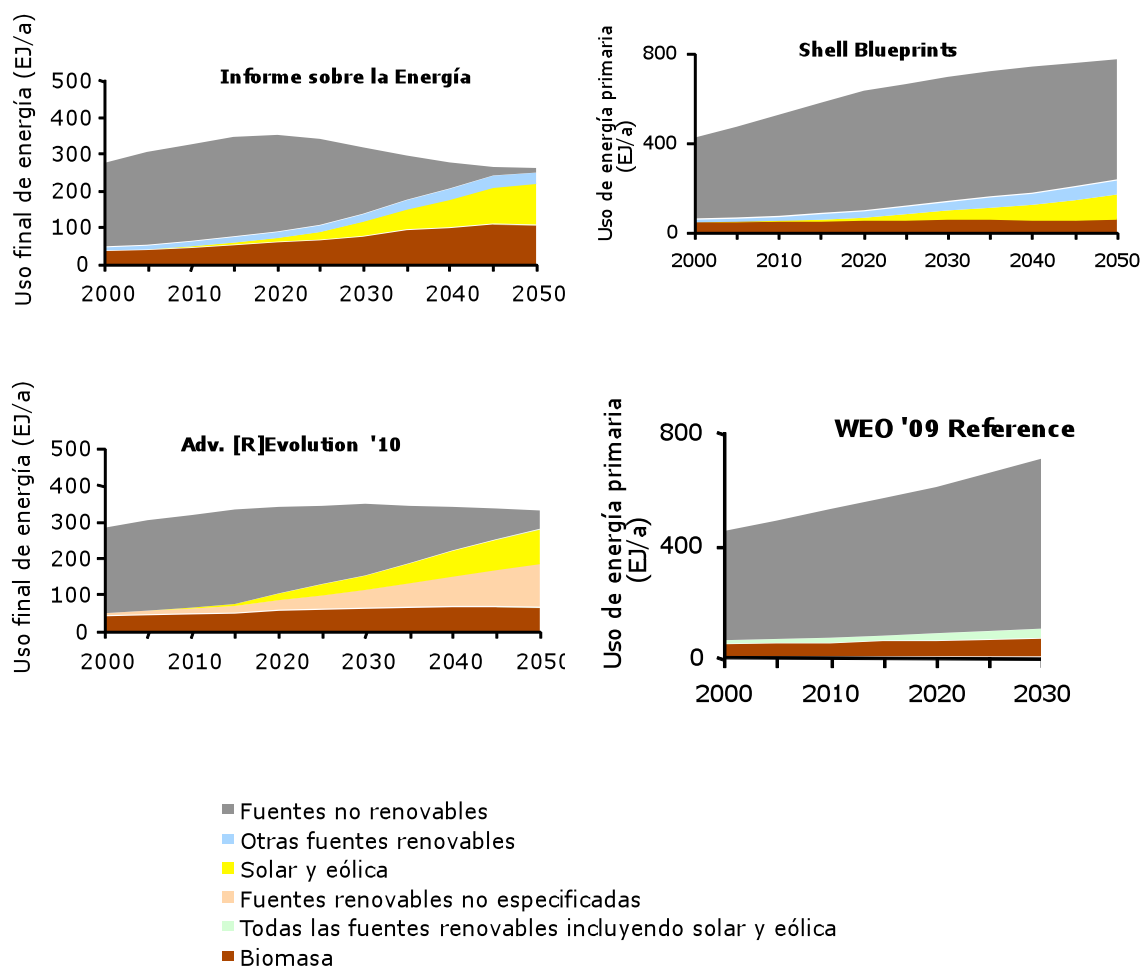 Informe sobre la Energía
Uso final de energía (EJ/a)
500
400
300
200
100
0
2000 2010 2020 2030 2040 2050
Shell Blueprints
Uso de energía primaria
(EJ/a)
800
400
0
2000 2010 2020 2030 2040 2050
Adv. [R]Evolution '10
Uso final de energía (EJ/a)
500
400
300
200
100
0
2000 2010 2020 2030 2040 2050
WEO '09 Reference
Uso de energía primaria
(EJ/a)
800
400
0
2000 2010 2020 2030
Fuentes no renovables
Otras fuentes renovables
Solar y eólica
Fuentes renovables no especificadas
Todas las fuentes renovables incluyendo solar y eólica
Biomasa